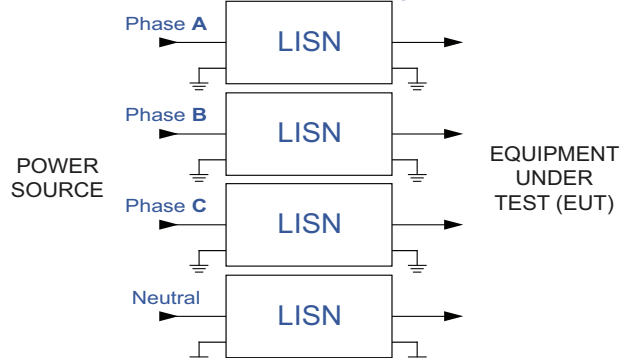 Phase A
LISN
Phase B
LISN
POWER
SOURCE
EQUIPMENT
UNDER
TEST (EUT)
Phase C
LISN
Neutral
LISN